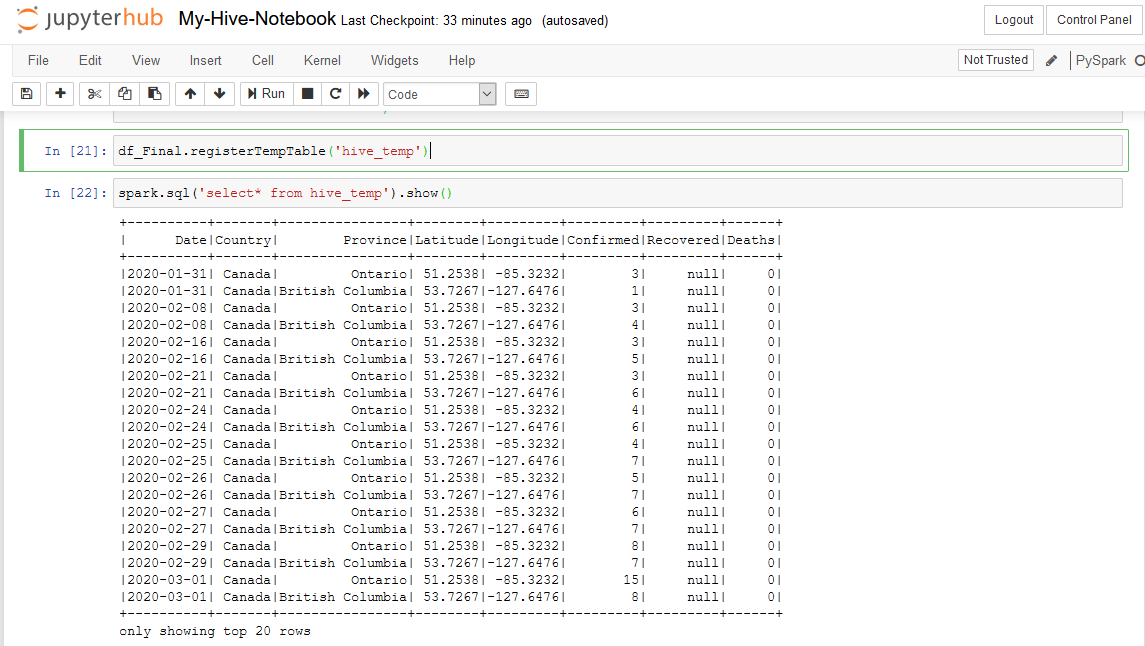 jupyterhub My-Hive-Notebook Last Checkpoint: 33 minutes ago (autosaved) Logout Control Panel
File Edit View Insert Cell Kernel Widgets Help Not Trusted PySpark
Run Code
In [21]: df_Final.registerTempTable('hive_temp')
In [22]: spark.sql('select* from hive_temp').show()
+----------+-------+----------------+--------+---------+---------+---------+------+
|      Date|Country|        Province|Latitude|Longitude|Confirmed|Recovered|Deaths|
+----------+-------+----------------+--------+---------+---------+---------+------+
|2020-01-31| Canada|         Ontario| 51.2538| -85.3232|        3|     null|     0|
|2020-01-31| Canada|British Columbia| 53.7267|-127.6476|        1|     null|     0|
|2020-02-08| Canada|         Ontario| 51.2538| -85.3232|        3|     null|     0|
|2020-02-08| Canada|British Columbia| 53.7267|-127.6476|        4|     null|     0|
|2020-02-16| Canada|         Ontario| 51.2538| -85.3232|        3|     null|     0|
|2020-02-16| Canada|British Columbia| 53.7267|-127.6476|        5|     null|     0|
|2020-02-21| Canada|         Ontario| 51.2538| -85.3232|        3|     null|     0|
|2020-02-21| Canada|British Columbia| 53.7267|-127.6476|        6|     null|     0|
|2020-02-24| Canada|         Ontario| 51.2538| -85.3232|        4|     null|     0|
|2020-02-24| Canada|British Columbia| 53.7267|-127.6476|        6|     null|     0|
|2020-02-25| Canada|         Ontario| 51.2538| -85.3232|        4|     null|     0|
|2020-02-25| Canada|British Columbia| 53.7267|-127.6476|        7|     null|     0|
|2020-02-26| Canada|         Ontario| 51.2538| -85.3232|        5|     null|     0|
|2020-02-26| Canada|British Columbia| 53.7267|-127.6476|        7|     null|     0|
|2020-02-27| Canada|         Ontario| 51.2538| -85.3232|        6|     null|     0|
|2020-02-27| Canada|British Columbia| 53.7267|-127.6476|        7|     null|     0|
|2020-02-29| Canada|         Ontario| 51.2538| -85.3232|        8|     null|     0|
|2020-02-29| Canada|British Columbia| 53.7267|-127.6476|        7|     null|     0|
|2020-03-01| Canada|         Ontario| 51.2538| -85.3232|       15|     null|     0|
|2020-03-01| Canada|British Columbia| 53.7267|-127.6476|        8|     null|     0|
+----------+-------+----------------+--------+---------+---------+---------+------+
only showing top 20 rows